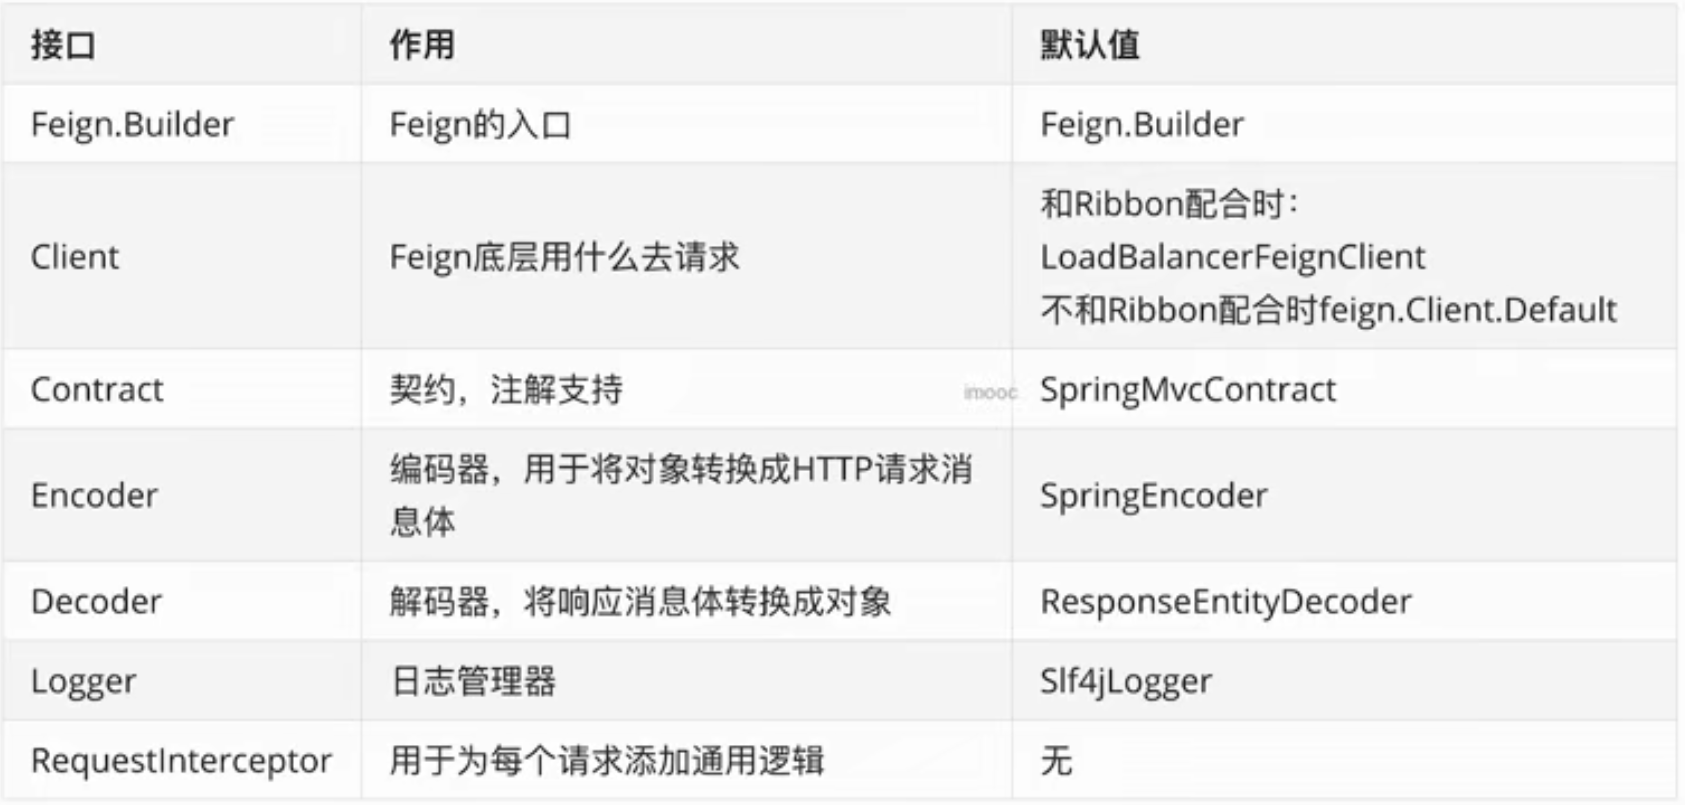 接口 作用 默认值
Feign.Builder Feign的入口 Feign.Builder
Client Feign底层用什么去请求 和Ribbon配合时：
LoadBalancerFeignClient
不和Ribbon配合时feign.Client.Default
Contract 契约，注解支持 imooc SpringMvcContract
Encoder 编码器，用于将对象转换成HTTP请求消
息体 SpringEncoder
Decoder 解码器，将响应消息体转换成对象 ResponseEntityDecoder
Logger 日志管理器 Slf4jLogger
RequestInterceptor 用于为每个请求添加通用逻辑 无